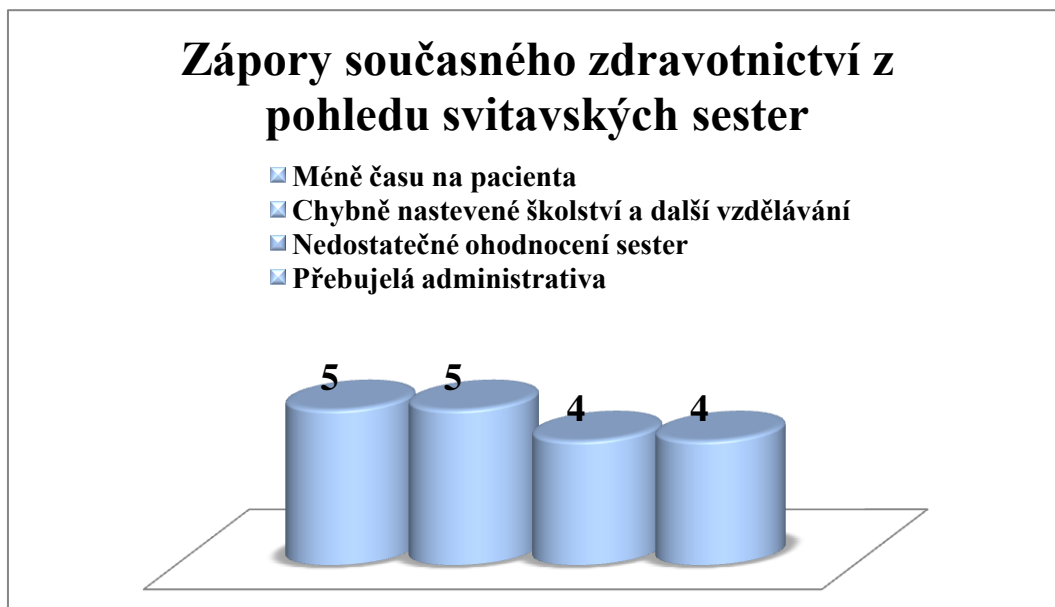 Zápory současného zdravotnictví z
pohledu svitavských sester
Méně času na pacienta
Chybně nastevené školství a další vzdělávání
Nedostatečné ohodnocení sester
Přebujelá administrativa
5 5 4 4